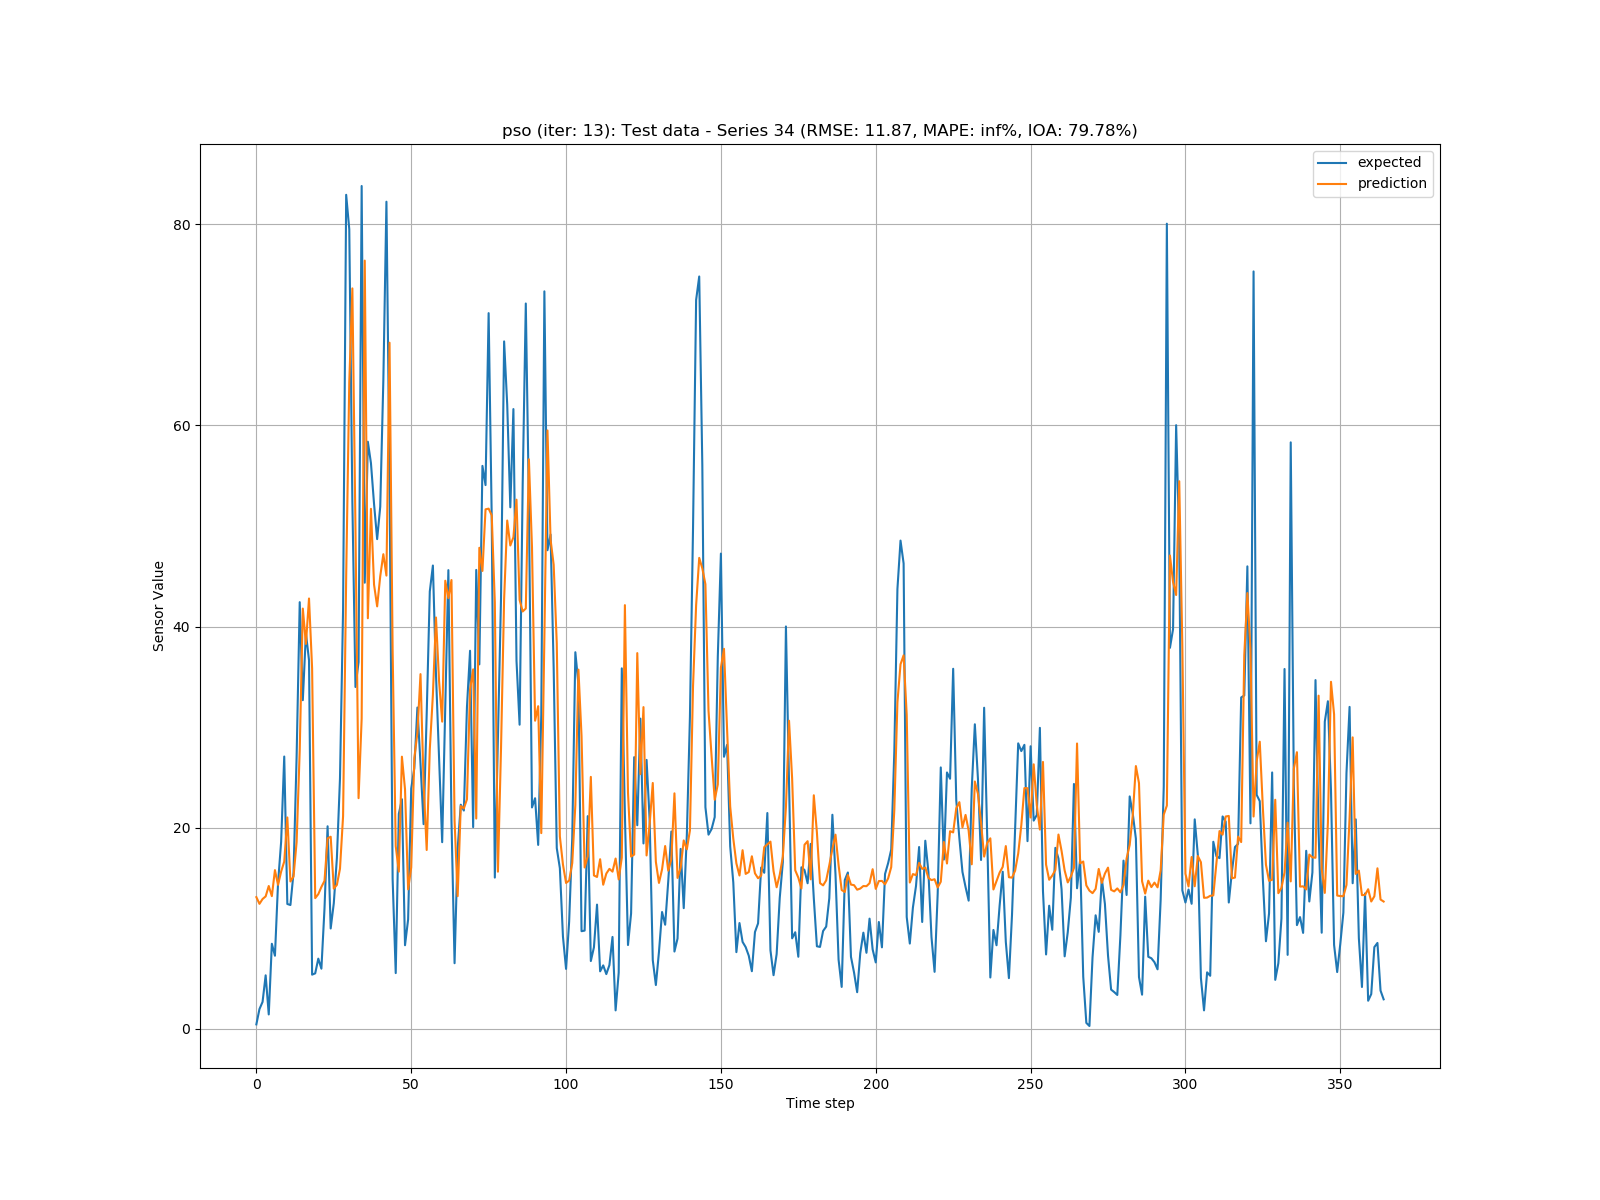 pso (iter: 13): Test data - Series 34 (RMSE: 11.87, MAPE: inf%, IOA: 79.78%)
expected
prediction
80
60
40
20
0
Sensor Value
0 50 100 150 200 250 300 350
Time step